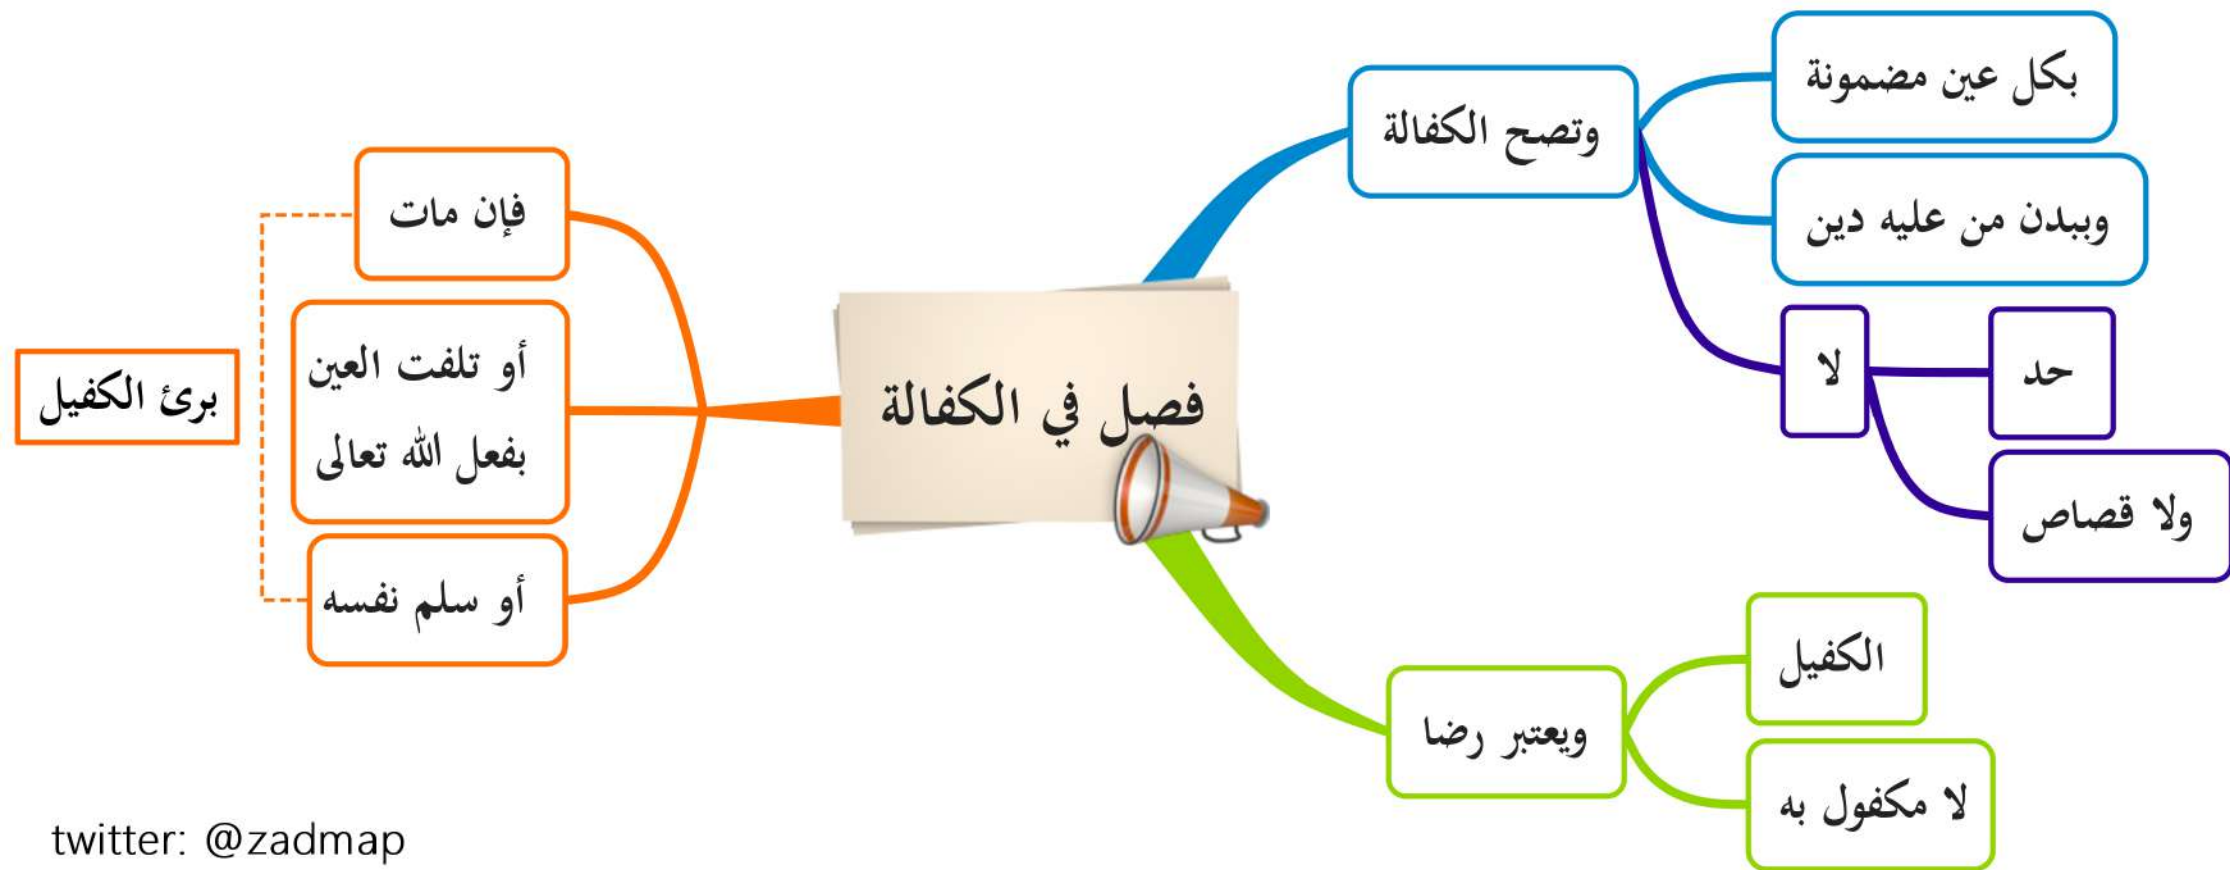 فصل في الكفالة
وتصح الكفالة
بكل عين مضمونة
وببدن من عليه دين
لا
حد
ولا قصاص
ويعتبر رضا
الكفيل
لا مكفول به
فإن مات
أو تلفت العين
بفعل الله تعالى
أو سلم نفسه
برئ الكفيل
twitter: @zadmap